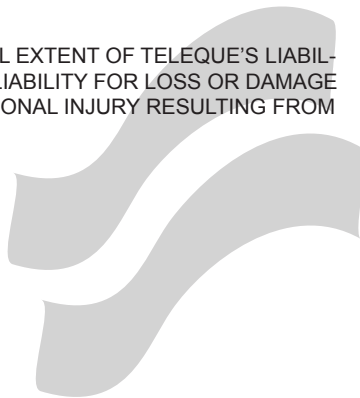 L EXTENT OF TELEQUE’S LIABIL-
LIABILITY FOR LOSS OR DAMAGE
ONAL INJURY RESULTING FROM